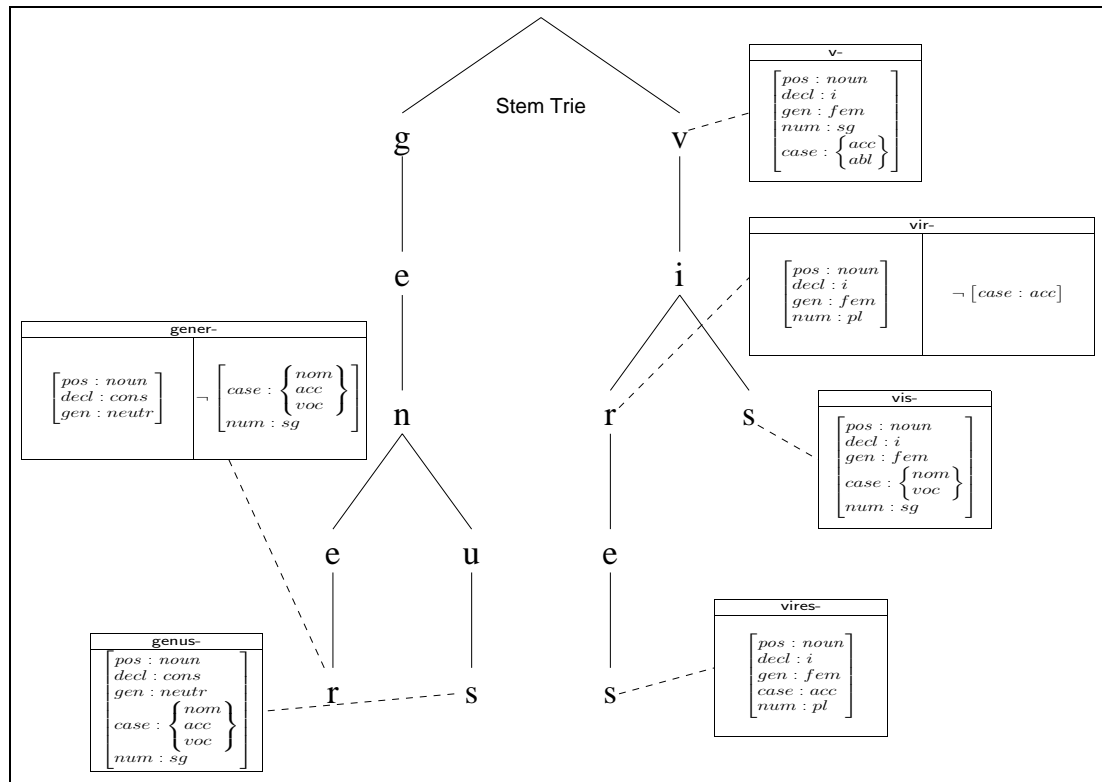 Stem Trie
g
e
n
e
r
u
s
v
i
r
e
s
s
v-
pos : noun
decl : i
gen : fem
num : sg
case : { acc
abl }
vir-
pos : noun
decl : i
gen : fem
num : pl
¬ [case : acc]
gener-
pos : noun
decl : cons
gen : neutr
¬ [case : { nom
acc
voc }
num : sg]
vis-
pos : noun
decl : i
gen : fem
case : { nom
voc }
num : sg
genus-
pos : noun
decl : cons
gen : neutr
case : { nom
acc
voc }
num : sg
vires-
pos : noun
decl : i
gen : fem
case : acc
num : pl